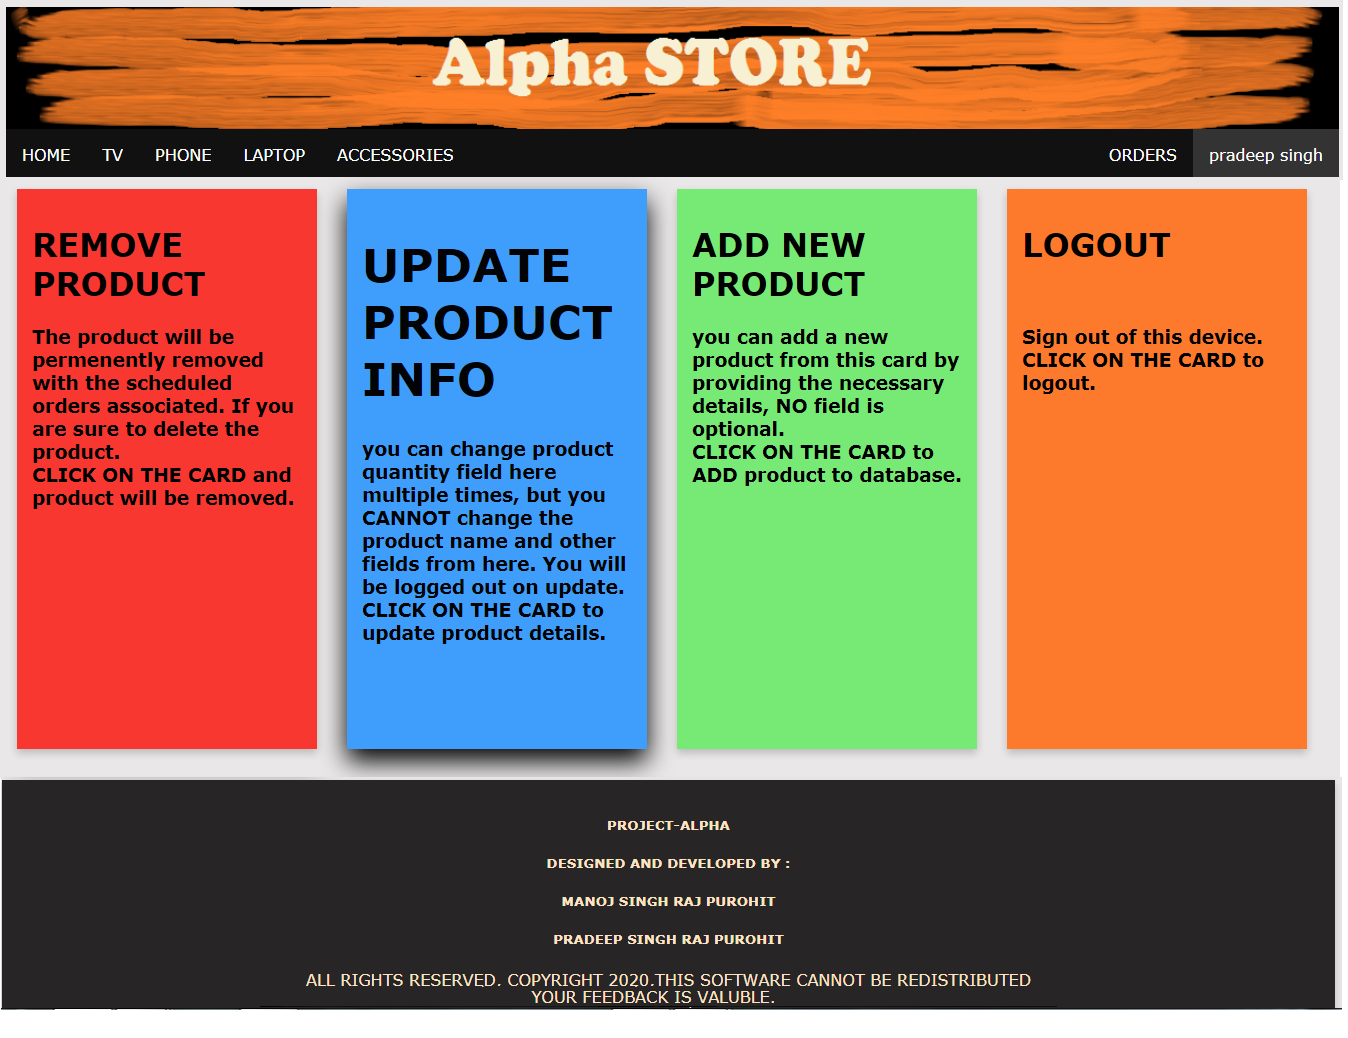 Alpha STORE
HOME TV PHONE LAPTOP ACCESSORIES ORDERS pradeep singh
REMOVE
PRODUCT
The product will be
permenently removed
with the scheduled
orders associated. If you
are sure to delete the
product.
CLICK ON THE CARD and
product will be removed.
UPDATE
PRODUCT
INFO
you can change product
quantity field here
multiple times, but you
CANNOT change the
product name and other
fields from here. You will
be logged out on update.
CLICK ON THE CARD to
update product details.
ADD NEW
PRODUCT
you can add a new
product from this card by
providing the necessary
details, NO field is
optional.
CLICK ON THE CARD to
ADD product to database.
LOGOUT
Sign out of this device.
CLICK ON THE CARD to
logout.
PROJECT-ALPHA
DESIGNED AND DEVELOPED BY :
MANOJ SINGH RAJ PUROHIT
PRADEEP SINGH RAJ PUROHIT
ALL RIGHTS RESERVED. COPYRIGHT 2020.THIS SOFTWARE CANNOT BE REDISTRIBUTED
YOUR FEEDBACK IS VALUBLE.